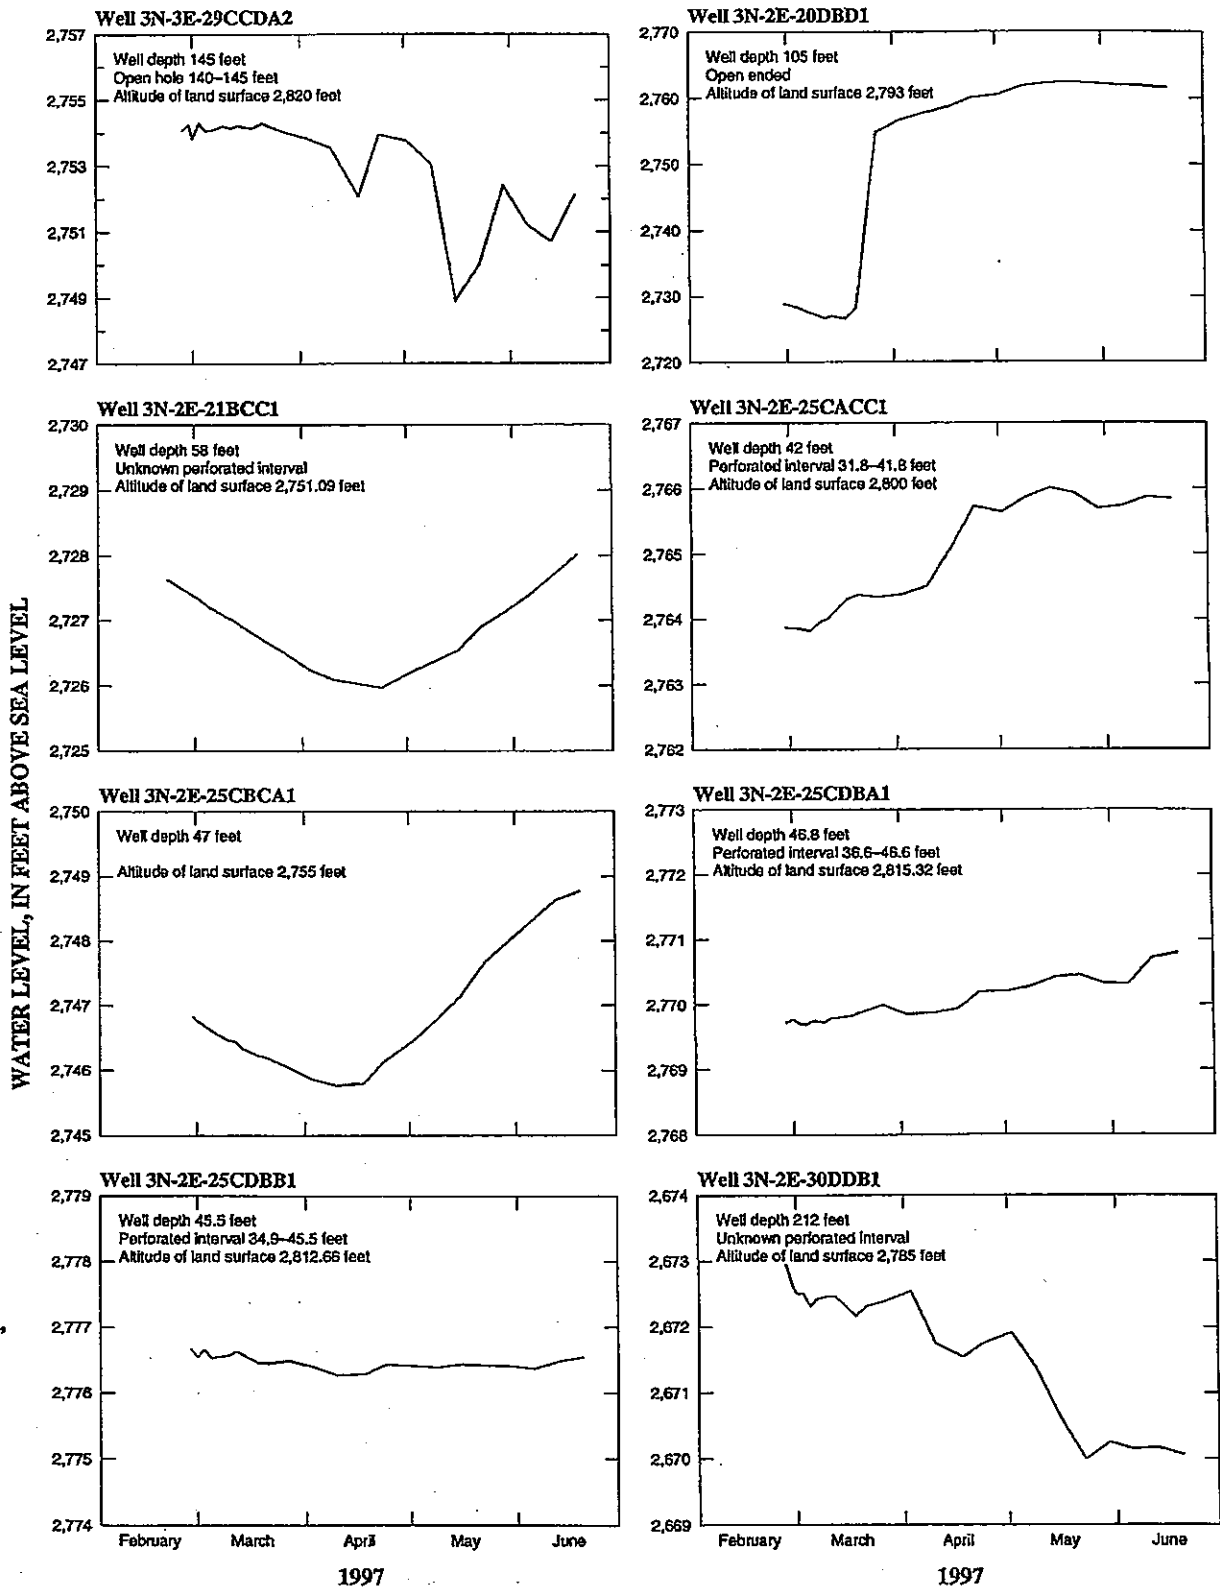 WATER LEVEL, IN FEET ABOVE SEA LEVEL
Well 3N-3E-29CCDA2
Well depth 145 feet
Open hole 140–145 feet
Altitude of land surface 2,820 feet
2,757
2,755
2,753
2,751
2,749
2,747
Well 3N-2E-20DBD1
Well depth 105 feet
Open ended
Altitude of land surface 2,793 feet
2,770
2,760
2,750
2,740
2,730
2,720
Well 3N-2E-21BCC1
Well depth 58 feet
Unknown perforated interval
Altitude of land surface 2,751.09 feet
2,730
2,729
2,728
2,727
2,726
2,725
Well 3N-2E-25CACC1
Well depth 42 feet
Perforated interval 31.8–41.8 feet
Altitude of land surface 2,800 feet
2,767
2,766
2,765
2,764
2,763
2,762
Well 3N-2E-25CBCA1
Well depth 47 feet
Altitude of land surface 2,755 feet
2,750
2,749
2,748
2,747
2,746
2,745
Well 3N-2E-25CDBA1
Well depth 46.8 feet
Perforated interval 36.6–46.6 feet
Altitude of land surface 2,815.32 feet
2,773
2,772
2,771
2,770
2,769
2,768
Well 3N-2E-25CDBB1
Well depth 45.5 feet
Perforated interval 34.9–45.5 feet
Altitude of land surface 2,812.66 feet
2,779
2,778
2,777
2,776
2,775
2,774
February March April May June
1997
Well 3N-2E-30DDB1
Well depth 212 feet
Unknown perforated interval
Altitude of land surface 2,785 feet
2,674
2,673
2,672
2,671
2,670
2,669
February March April May June
1997